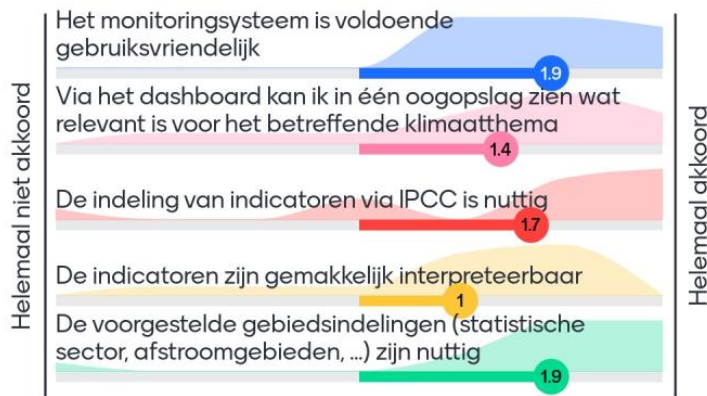 Het monitoringsysteem is voldoende
gebruiksvriendelijk
1.9
Via het dashboard kan ik in één oogopslag zien wat
relevant is voor het betreffende klimaatthema
1.4
De indeling van indicatoren via IPCC is nuttig
1.7
De indicatoren zijn gemakkelijk interpreteerbaar
1
De voorgestelde gebiedsindelingen (statistische
sector, afstroomgebieden, ...) zijn nuttig
1.9
Helemaal niet akkoord
Helemaal akkoord